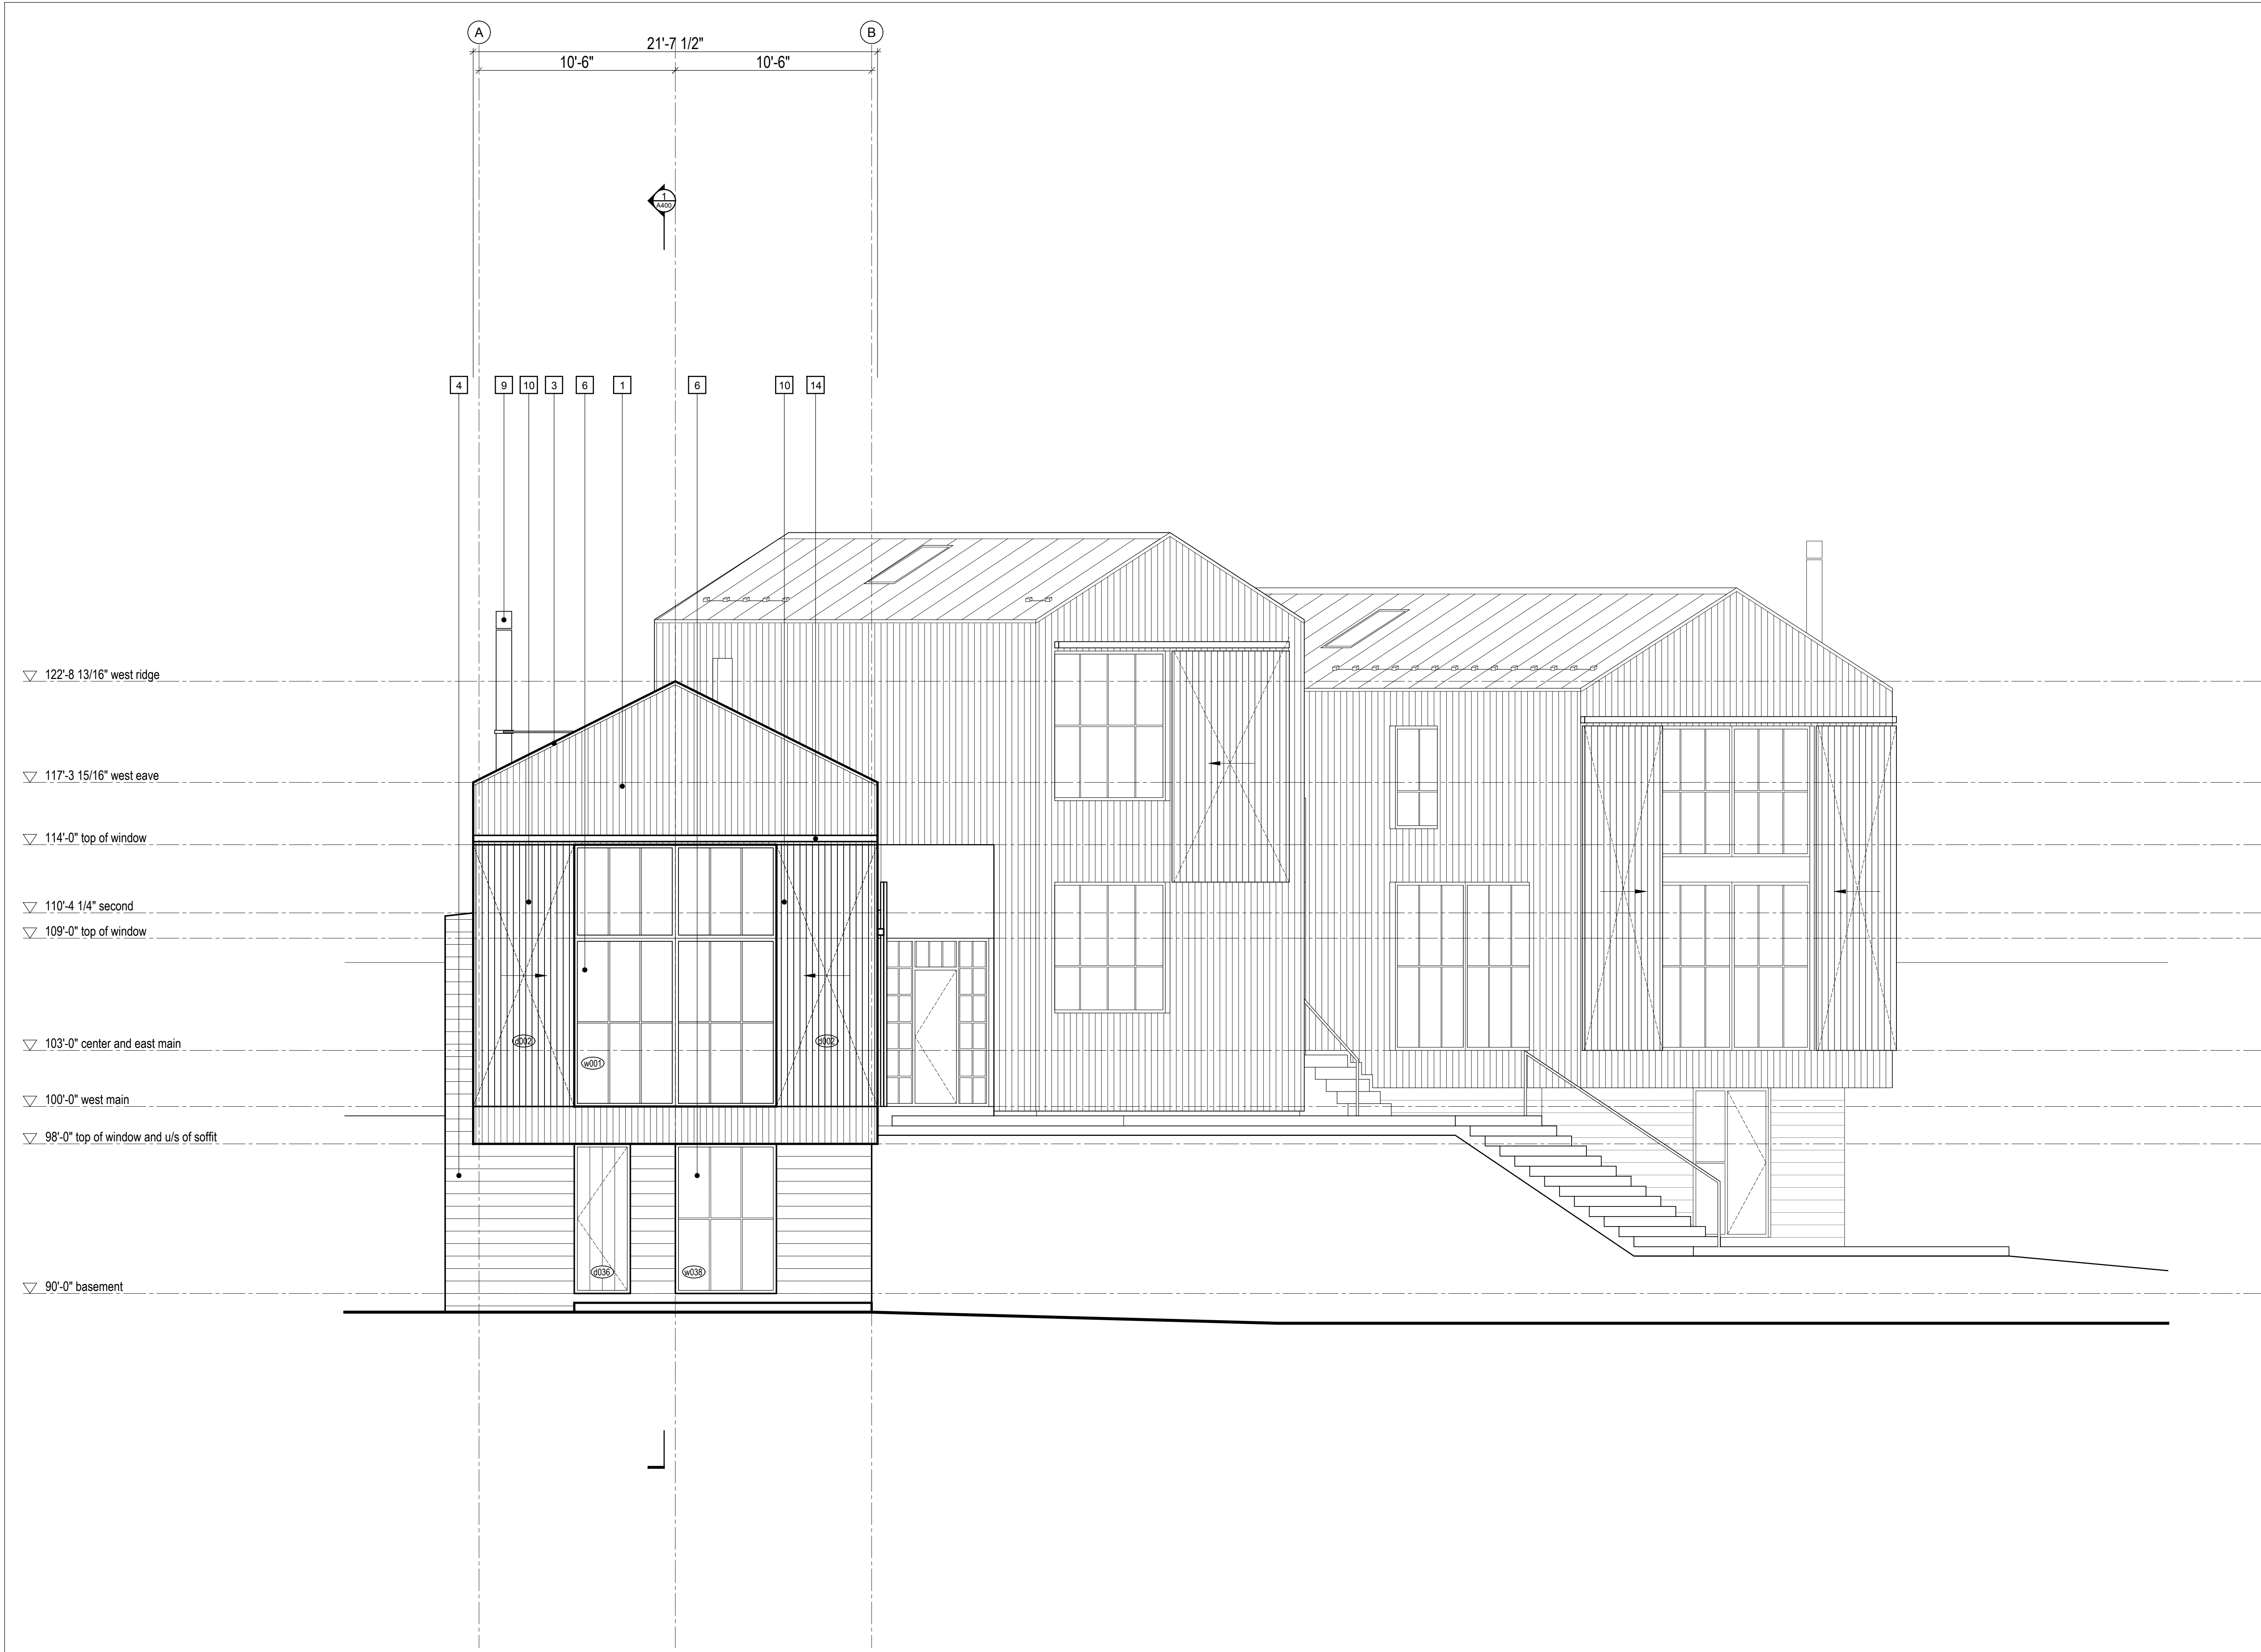 A
B
21'-7 1/2"
10'-6"
10'-6"
1
A400
4
9
10
3
6
1
6
10
14
122'-8 13/16" west ridge
117'-3 15/16" west eave
114'-0" top of window
110'-4 1/4" second
109'-0" top of window
d002
d002
103'-0" center and east main
w001
100'-0" west main
98'-0" top of window and u/s of soffit
d036
w038
90'-0" basement